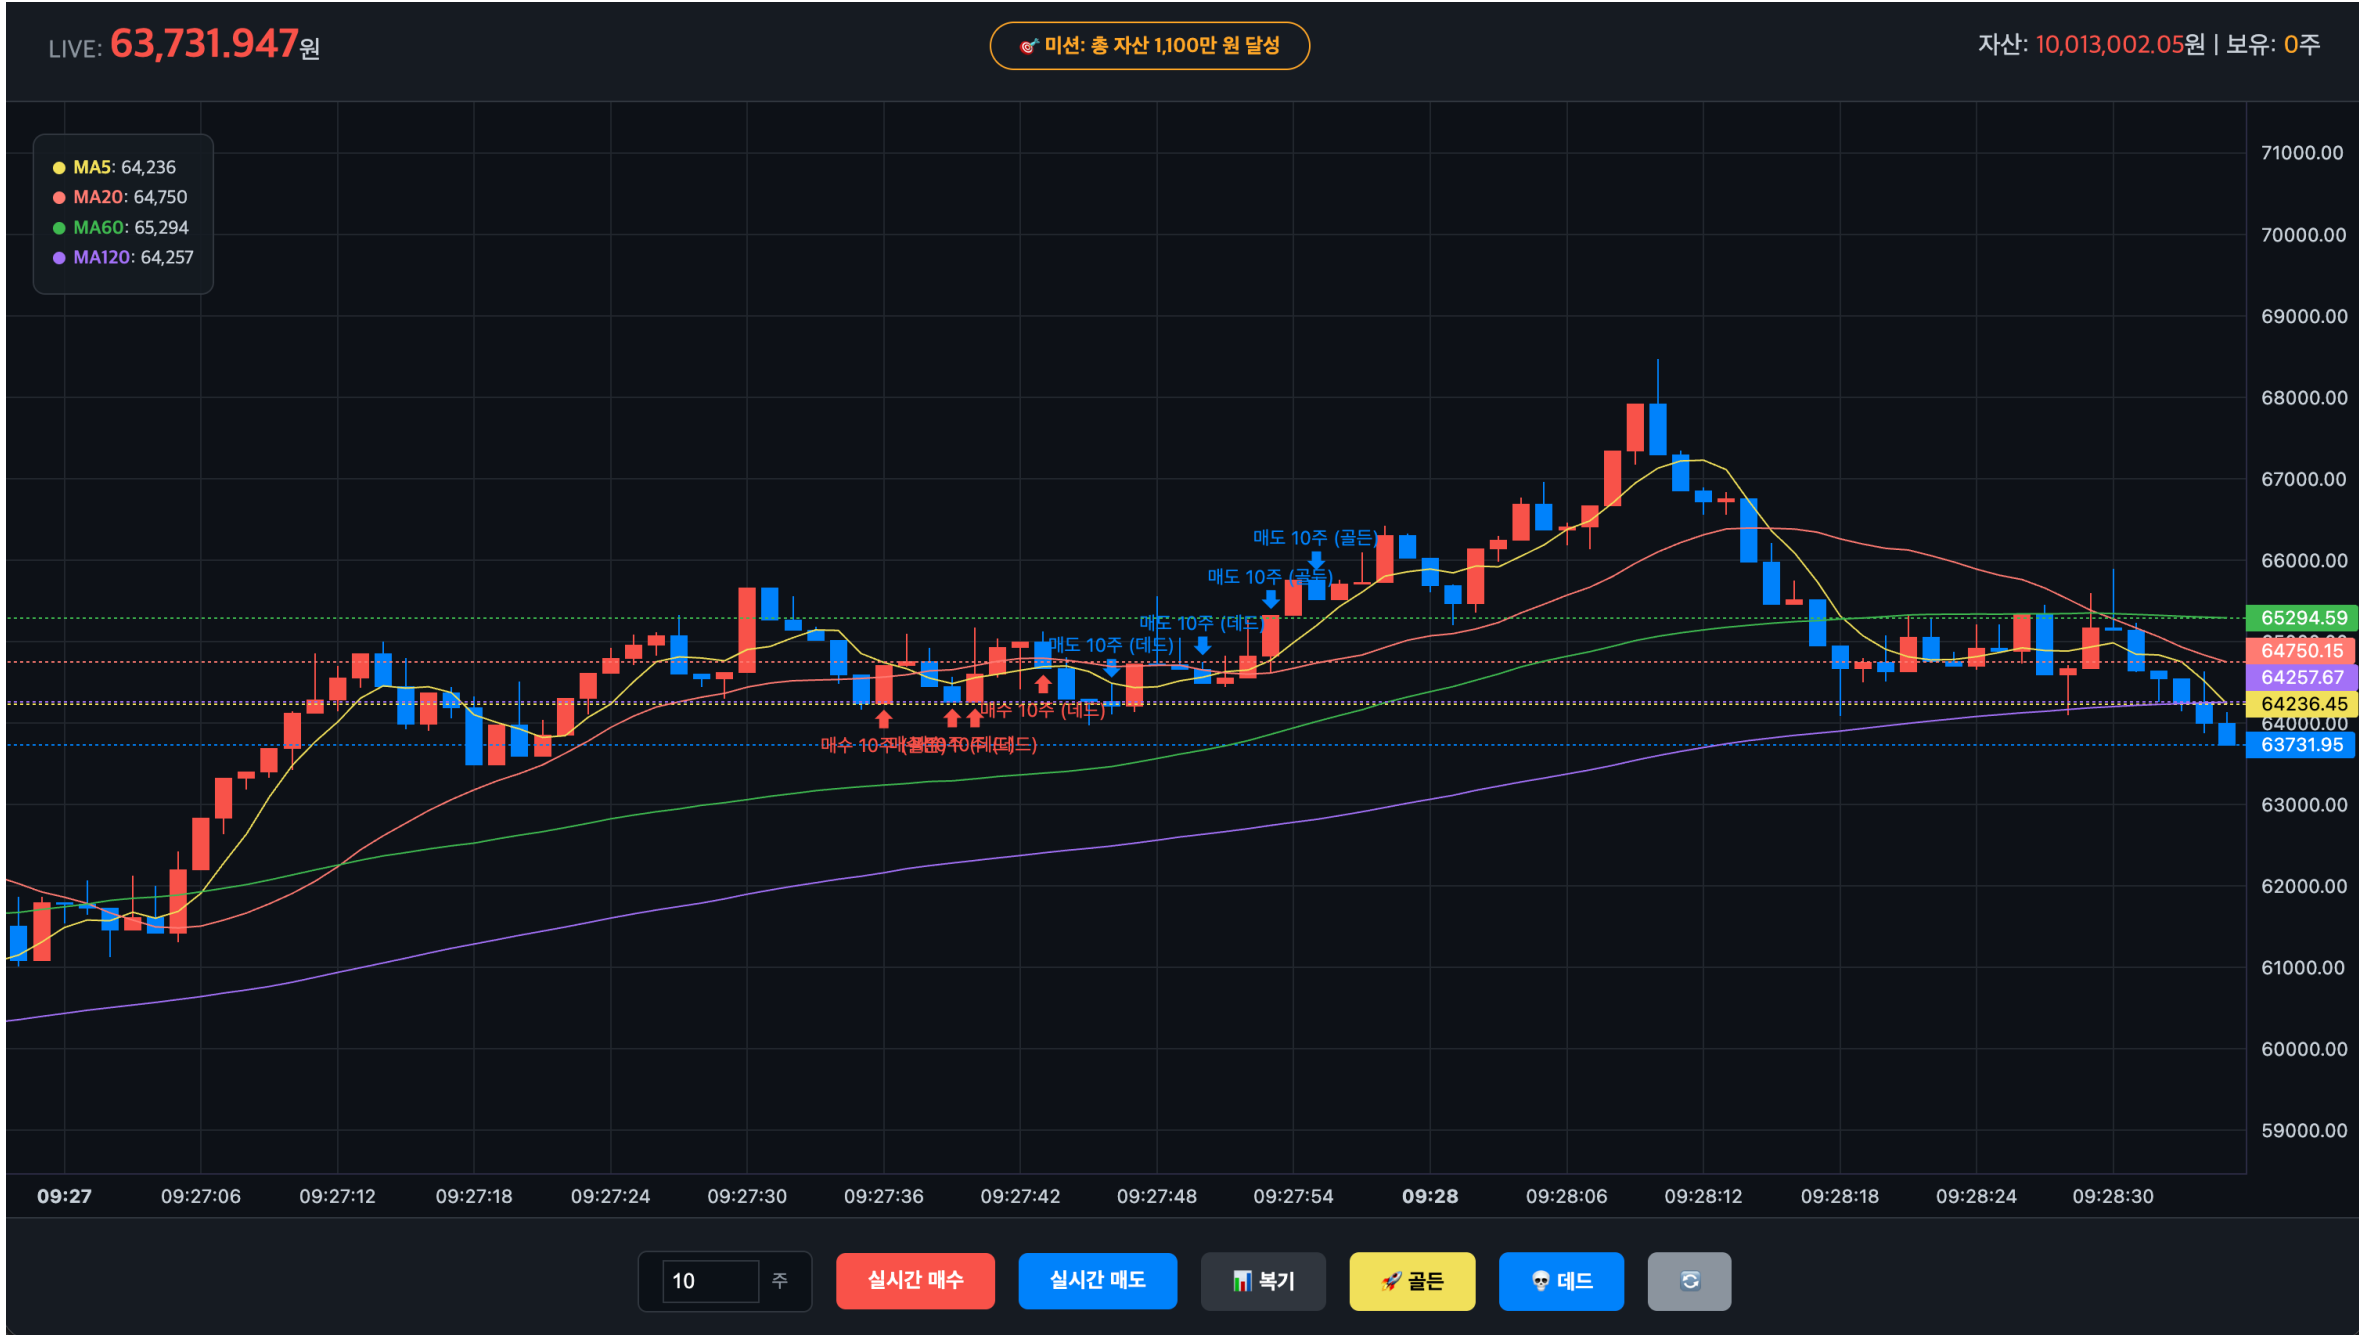 LIVE: 63,731.947원
🎯 미션: 총 자산 1,100만 원 달성
자산: 10,013,002.05원 | 보유: 0주
MA5: 64,236
MA20: 64,750
MA60: 65,294
MA120: 64,257
71000.00
70000.00
69000.00
68000.00
67000.00
66000.00
65294.59
64750.15
64257.67
64236.45
64000.00
63731.95
63000.00
62000.00
61000.00
60000.00
59000.00
매도 10주 (골든)
매도 10주 (골든)
매도 10주 (데드)
매도 10주 (데드)
매수 10주 (데드)
매수 10주
09:27
09:27:06
09:27:12
09:27:18
09:27:24
09:27:30
09:27:36
09:27:42
09:27:48
09:27:54
09:28
09:28:06
09:28:12
09:28:18
09:28:24
09:28:30
10 주
실시간 매수
실시간 매도
📊 복기
🚀 골든
💀 데드